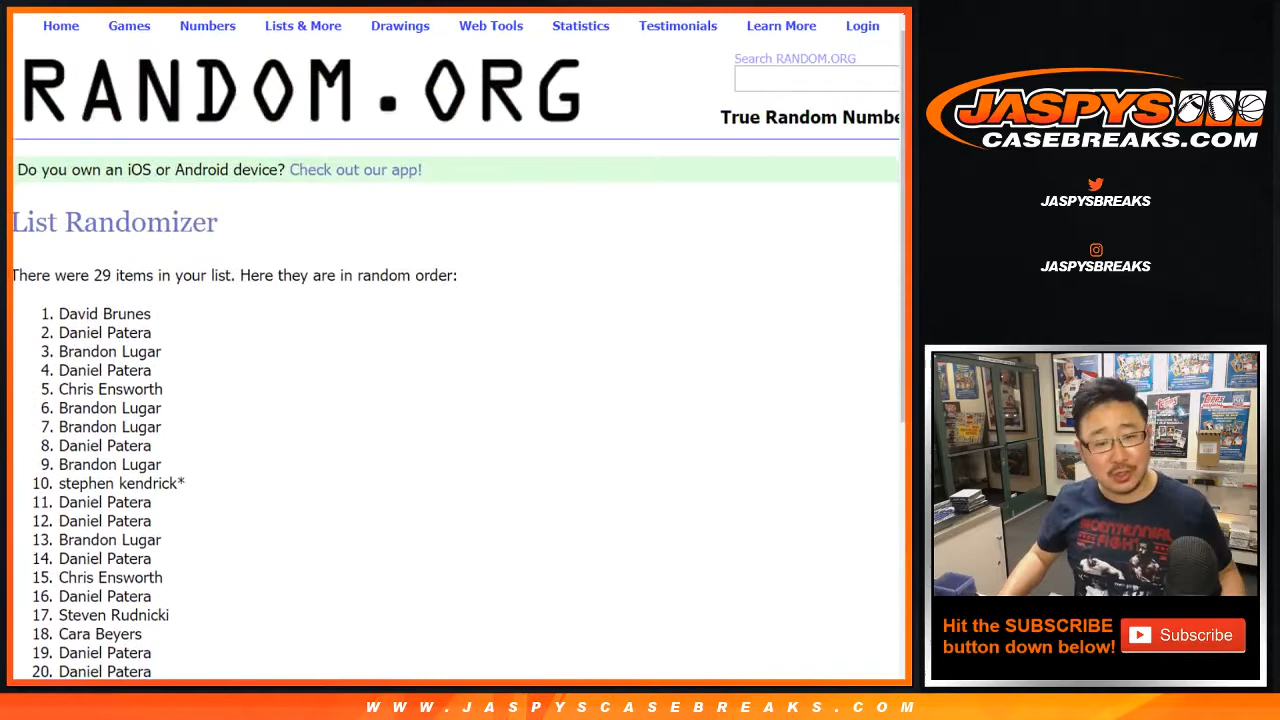 Home Games Numbers Lists & More Drawings Web Tools Statistics Testimonials Learn More Login
RANDOM.ORG
Search RANDOM.ORG
True Random Numbe
Do you own an iOS or Android device? Check out our app!
List Randomizer
There were 29 items in your list. Here they are in random order:
1. David Brunes
2. Daniel Patera
3. Brandon Lugar
4. Daniel Patera
5. Chris Ensworth
6. Brandon Lugar
7. Brandon Lugar
8. Daniel Patera
9. Brandon Lugar
10. stephen kendrick*
11. Daniel Patera
12. Daniel Patera
13. Brandon Lugar
14. Daniel Patera
15. Chris Ensworth
16. Daniel Patera
17. Steven Rudnicki
18. Cara Beyers
19. Daniel Patera
20. Daniel Patera
JASPYS
CASEBREAKS.COM
JASPYSBREAKS
JASPYSBREAKS
Topps
BICENTENNIAL
FIGHT
Hit the SUBSCRIBE
button down below!
Subscribe
WWW.JASPYSCASEBREAKS.COM